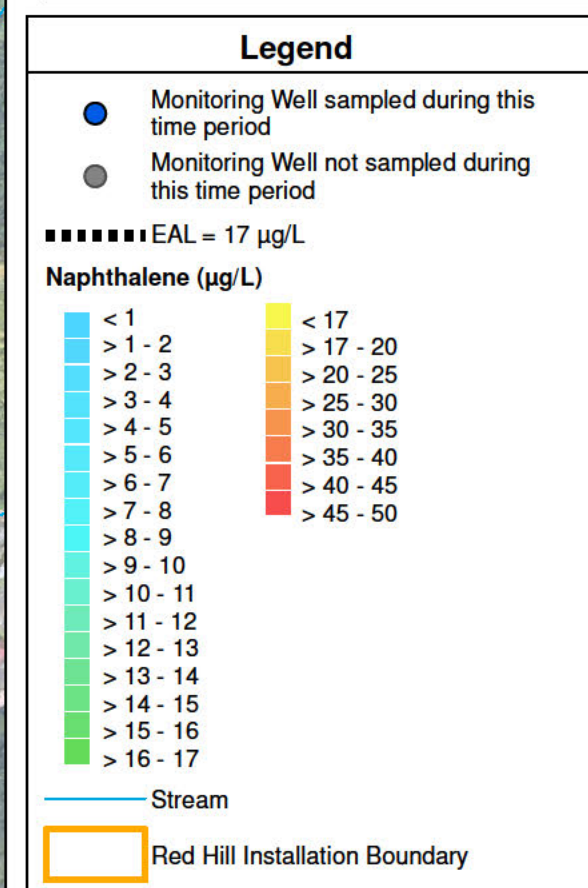 Legend
Monitoring Well sampled during this
time period
Monitoring Well not sampled during
this time period
EAL = 17 µg/L
Naphthalene (µg/L)
< 1
> 1 - 2
> 2 - 3
> 3 - 4
> 4 - 5
> 5 - 6
> 6 - 7
> 7 - 8
> 8 - 9
> 9 - 10
> 10 - 11
> 11 - 12
> 12 - 13
> 13 - 14
> 14 - 15
> 15 - 16
> 16 - 17
< 17
> 17 - 20
> 20 - 25
> 25 - 30
> 30 - 35
> 35 - 40
> 40 - 45
> 45 - 50
Stream
Red Hill Installation Boundary